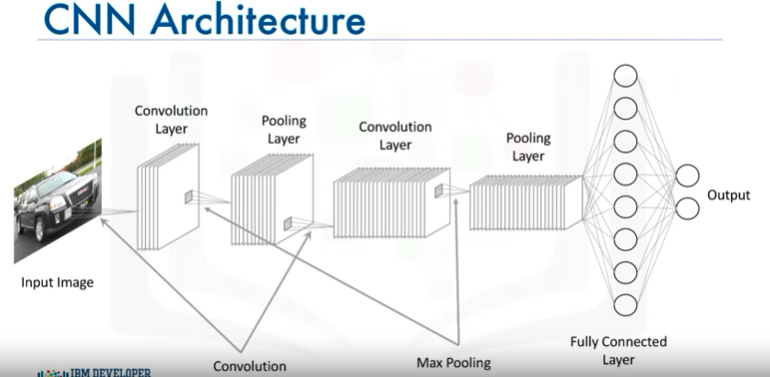 CNN Architecture
Convolution
Layer
Pooling
Layer
Convolution
Layer
Pooling
Layer
Output
Input Image
Convolution
Max Pooling
Fully Connected
Layer
IBM DEVELOPER